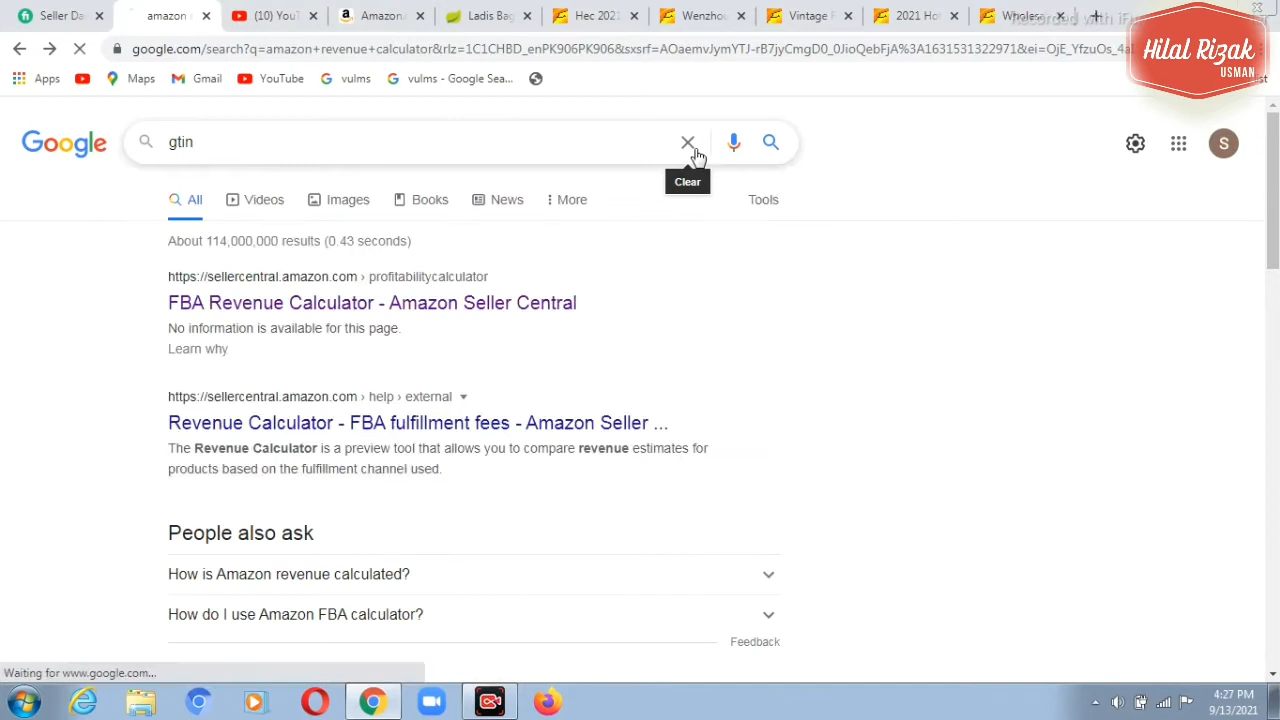 Seller Da
amazon e
(10) YouT
Amazon.
Ladis Bag
Hec 2021
Wenzhou
Vintage F
2021 Ho
Wholes
google.com/search?q=amazon+revenue+calculator&rlz=1C1CHBD_enPK906PK906&sxsrf=AOaemvJymYTJ-rB7jyCmgD0_0JioQebFjA%3A1631531322971&ei=OjE_YfzuOs_4a
Hilal Rizak
USMAN
Apps
Maps
Gmail
YouTube
vulms
vulms - Google Sea...
Google
gtin
S
Clear
All
Videos
Images
Books
News
More
Tools
About 114,000,000 results (0.43 seconds)
https://sellercentral.amazon.com › profitabilitycalculator
FBA Revenue Calculator - Amazon Seller Central
No information is available for this page.
Learn why
https://sellercentral.amazon.com › help › external
Revenue Calculator - FBA fulfillment fees - Amazon Seller ...
The Revenue Calculator is a preview tool that allows you to compare revenue estimates for
products based on the fulfillment channel used.
People also ask
How is Amazon revenue calculated?
How do I use Amazon FBA calculator?
Feedback
Waiting for www.google.com...
4:27 PM
9/13/2021